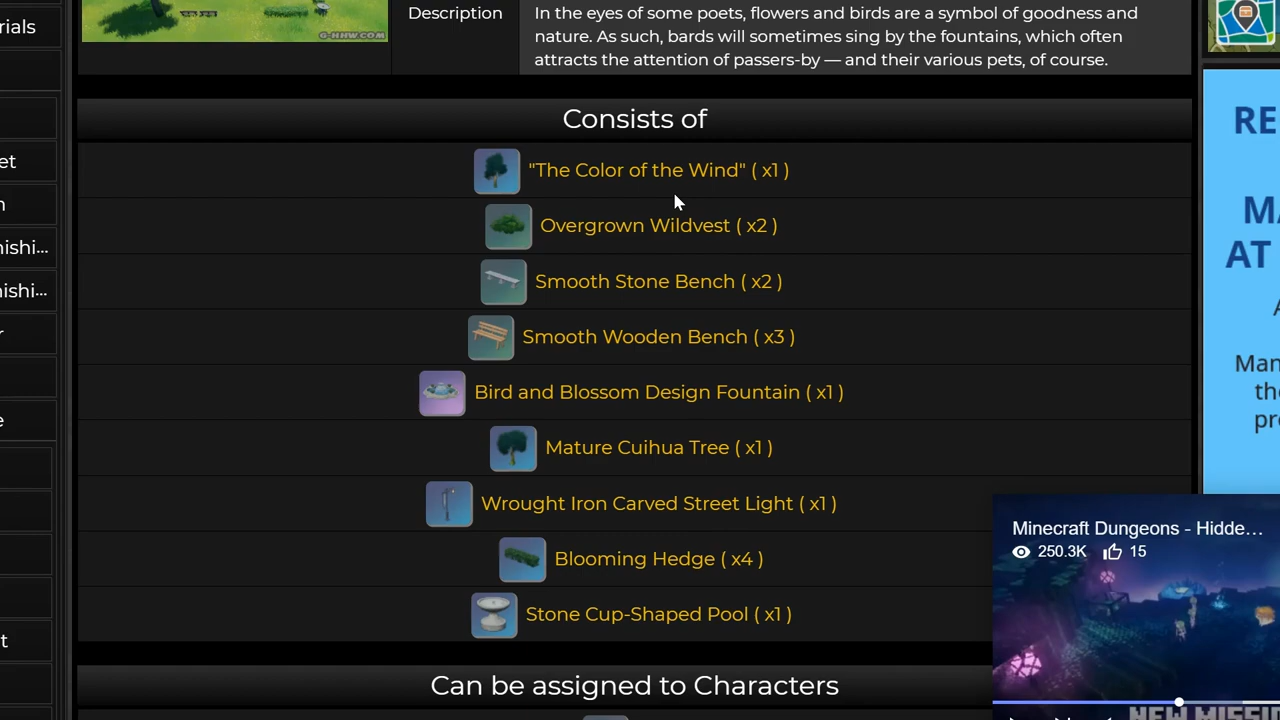 rials
et
n
nishi...
nishi...
r
e
t
G-HHW.COM
Description
In the eyes of some poets, flowers and birds are a symbol of goodness and
nature. As such, bards will sometimes sing by the fountains, which often
attracts the attention of passers-by — and their various pets, of course.
Consists of
"The Color of the Wind" ( x1 )
Overgrown Wildvest ( x2 )
Smooth Stone Bench ( x2 )
Smooth Wooden Bench ( x3 )
Bird and Blossom Design Fountain ( x1 )
Mature Cuihua Tree ( x1 )
Wrought Iron Carved Street Light ( x1 )
Blooming Hedge ( x4 )
Stone Cup-Shaped Pool ( x1 )
Can be assigned to Characters
RE
MA
AT
A
Man
the
pro
Minecraft Dungeons - Hidde...
250.3K 15
NEW MISSIO